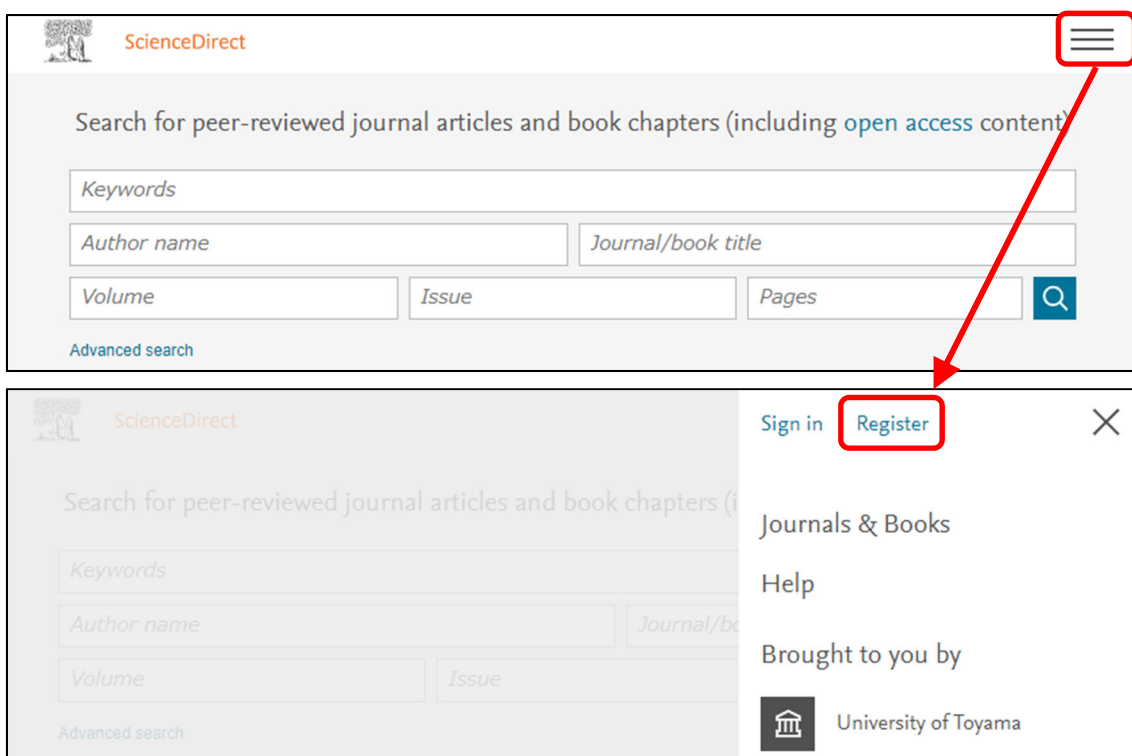 ScienceDirect
Search for peer-reviewed journal articles and book chapters (including open access content)
Keywords
Author name
Journal/book title
Volume
Issue
Pages
Advanced search
ScienceDirect
Sign in
Register
Search for peer-reviewed journal articles and book chapters (i
Journals & Books
Keywords
Help
Author name
Journal/bo
Brought to you by
Volume
Issue
University of Toyama
Advanced search